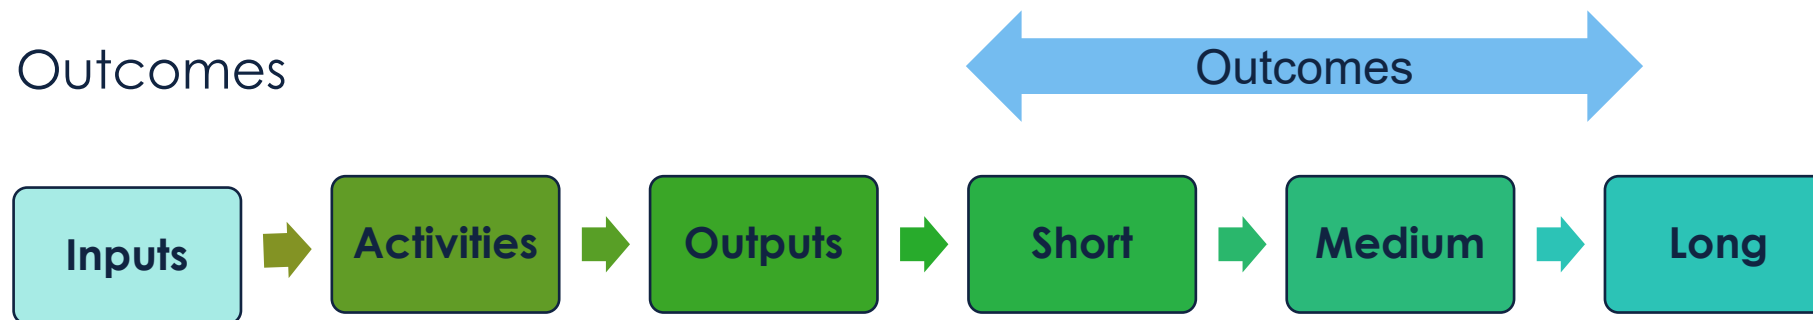 Outcomes
Outcomes
Inputs
Activities
Outputs
Short
Medium
Long